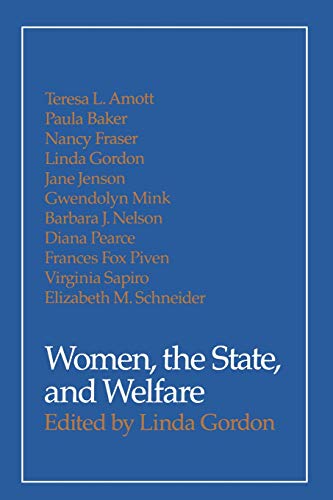 Teresa L. Amott
Paula Baker
Nancy Fraser
Linda Gordon
Jane Jenson
Gwendolyn Mink
Barbara J. Nelson
Diana Pearce
Frances Fox Piven
Virginia Sapiro
Elizabeth M. Schneider
Women, the State,
and Welfare
Edited by Linda Gordon